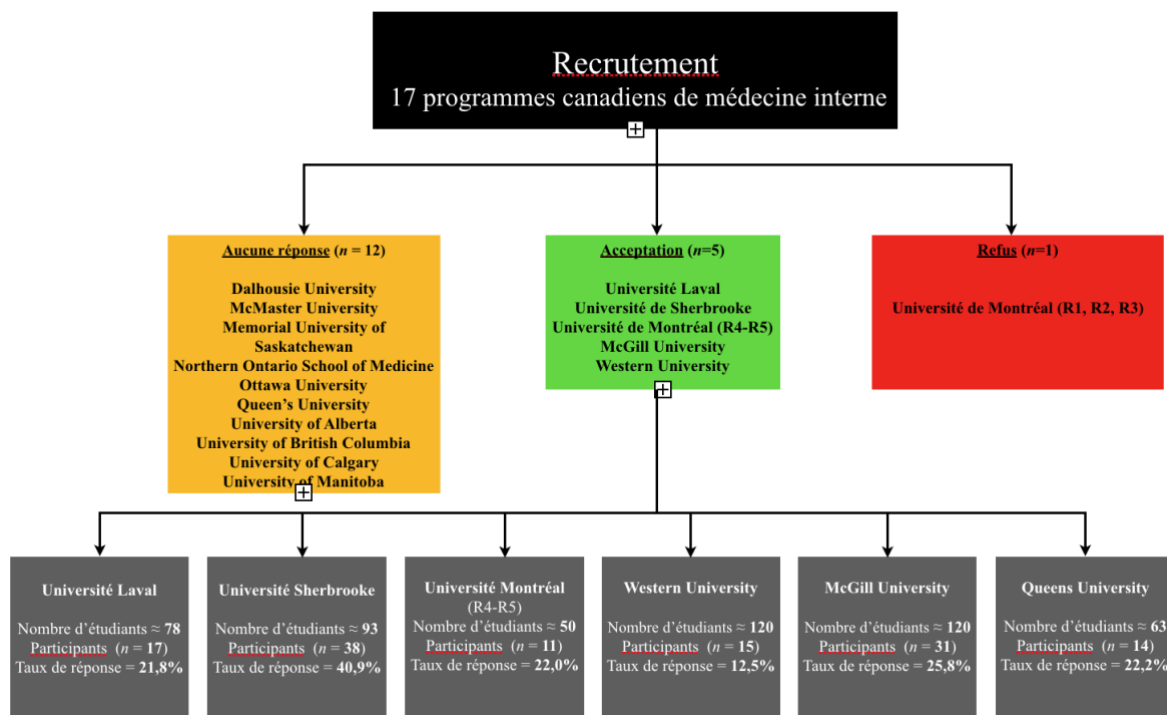 Recrutement
17 programmes canadiens de médecine interne
Aucune réponse (n = 12)
Dalhousie University
McMaster University
Memorial University of
Saskatchewan
Northern Ontario School of Medicine
Ottawa University
Queen's University
University of Alberta
University of British Columbia
University of Calgary
University of Manitoba
Acceptation (n=5)
Université Laval
Université de Sherbrooke
Université de Montréal (R4-R5)
McGill University
Western University
Refus (n=1)
Université de Montréal (R1, R2, R3)
Université Laval
Nombre d'étudiants ≈ 78
Participants (n = 17)
Taux de réponse = 21,8%
Université Sherbrooke
Nombre d'étudiants ≈ 93
Participants (n = 38)
Taux de réponse = 40,9%
Université Montréal
(R4-R5)
Nombre d'étudiants ≈ 50
Participants (n = 11)
Taux de réponse = 22,0%
Western University
Nombre d'étudiants ≈ 120
Participants (n = 15)
Taux de réponse = 12,5%
McGill University
Nombre d'étudiants ≈ 120
Participants (n = 31)
Taux de réponse = 25,8%
Queens University
Nombre d'étudiants ≈ 63
Participants (n = 14)
Taux de réponse = 22,2%